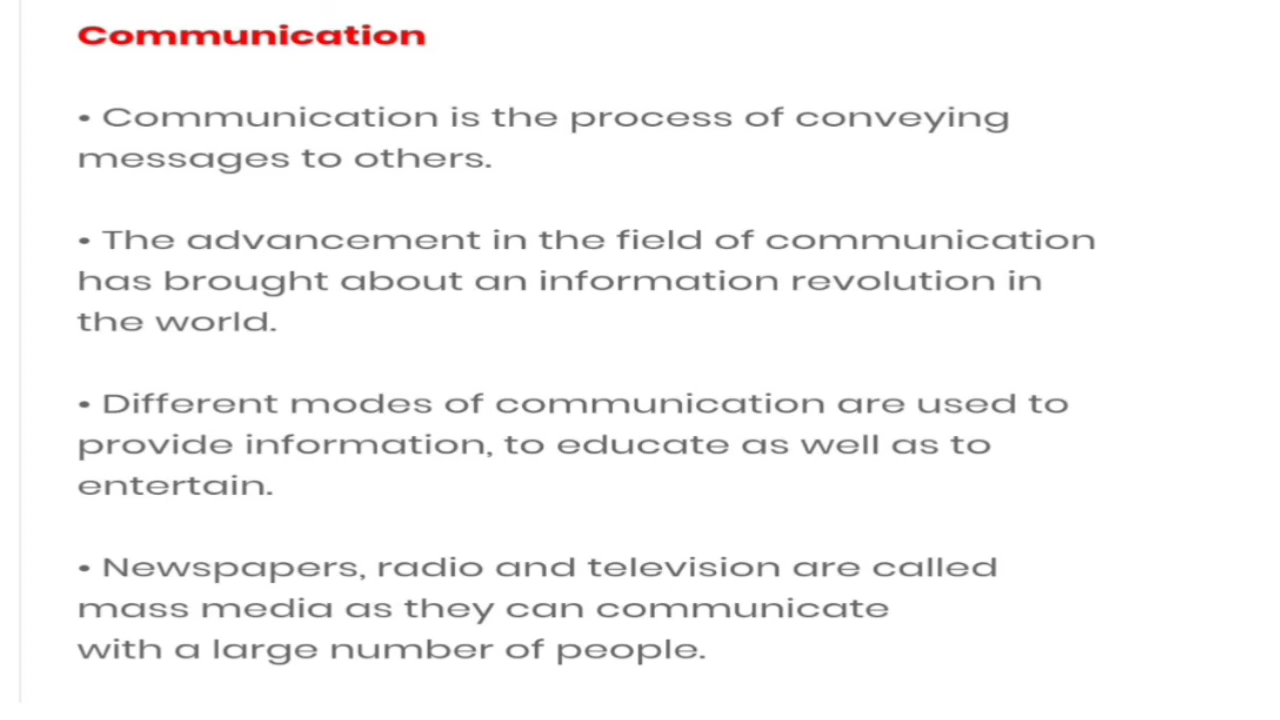 Communication
• Communication is the process of conveying
messages to others.
• The advancement in the field of communication
has brought about an information revolution in
the world.
• Different modes of communication are used to
provide information, to educate as well as to
entertain.
• Newspapers, radio and television are called
mass media as they can communicate
with a large number of people.